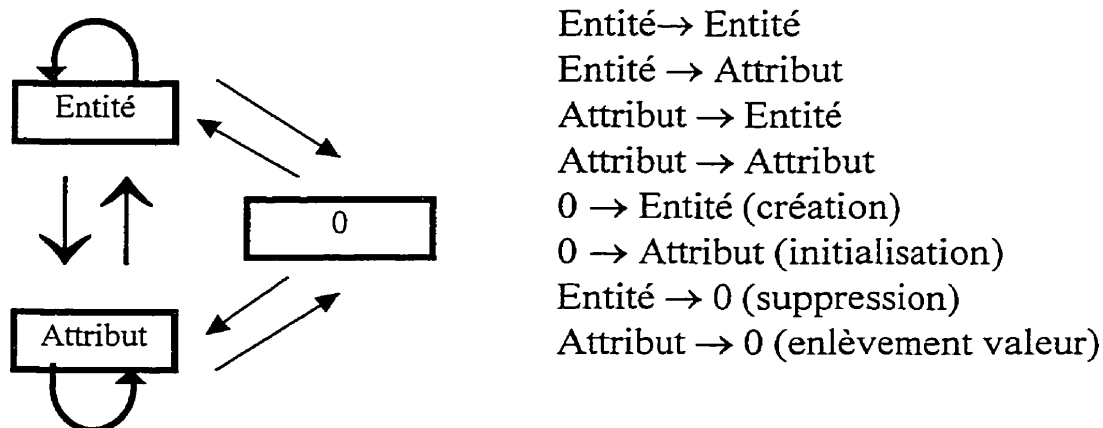 Entité
0
Attribut
Entité→ Entité
Entité → Attribut
Attribut → Entité
Attribut → Attribut
0 → Entité (création)
0 → Attribut (initialisation)
Entité → 0 (suppression)
Attribut → 0 (enlèvement valeur)